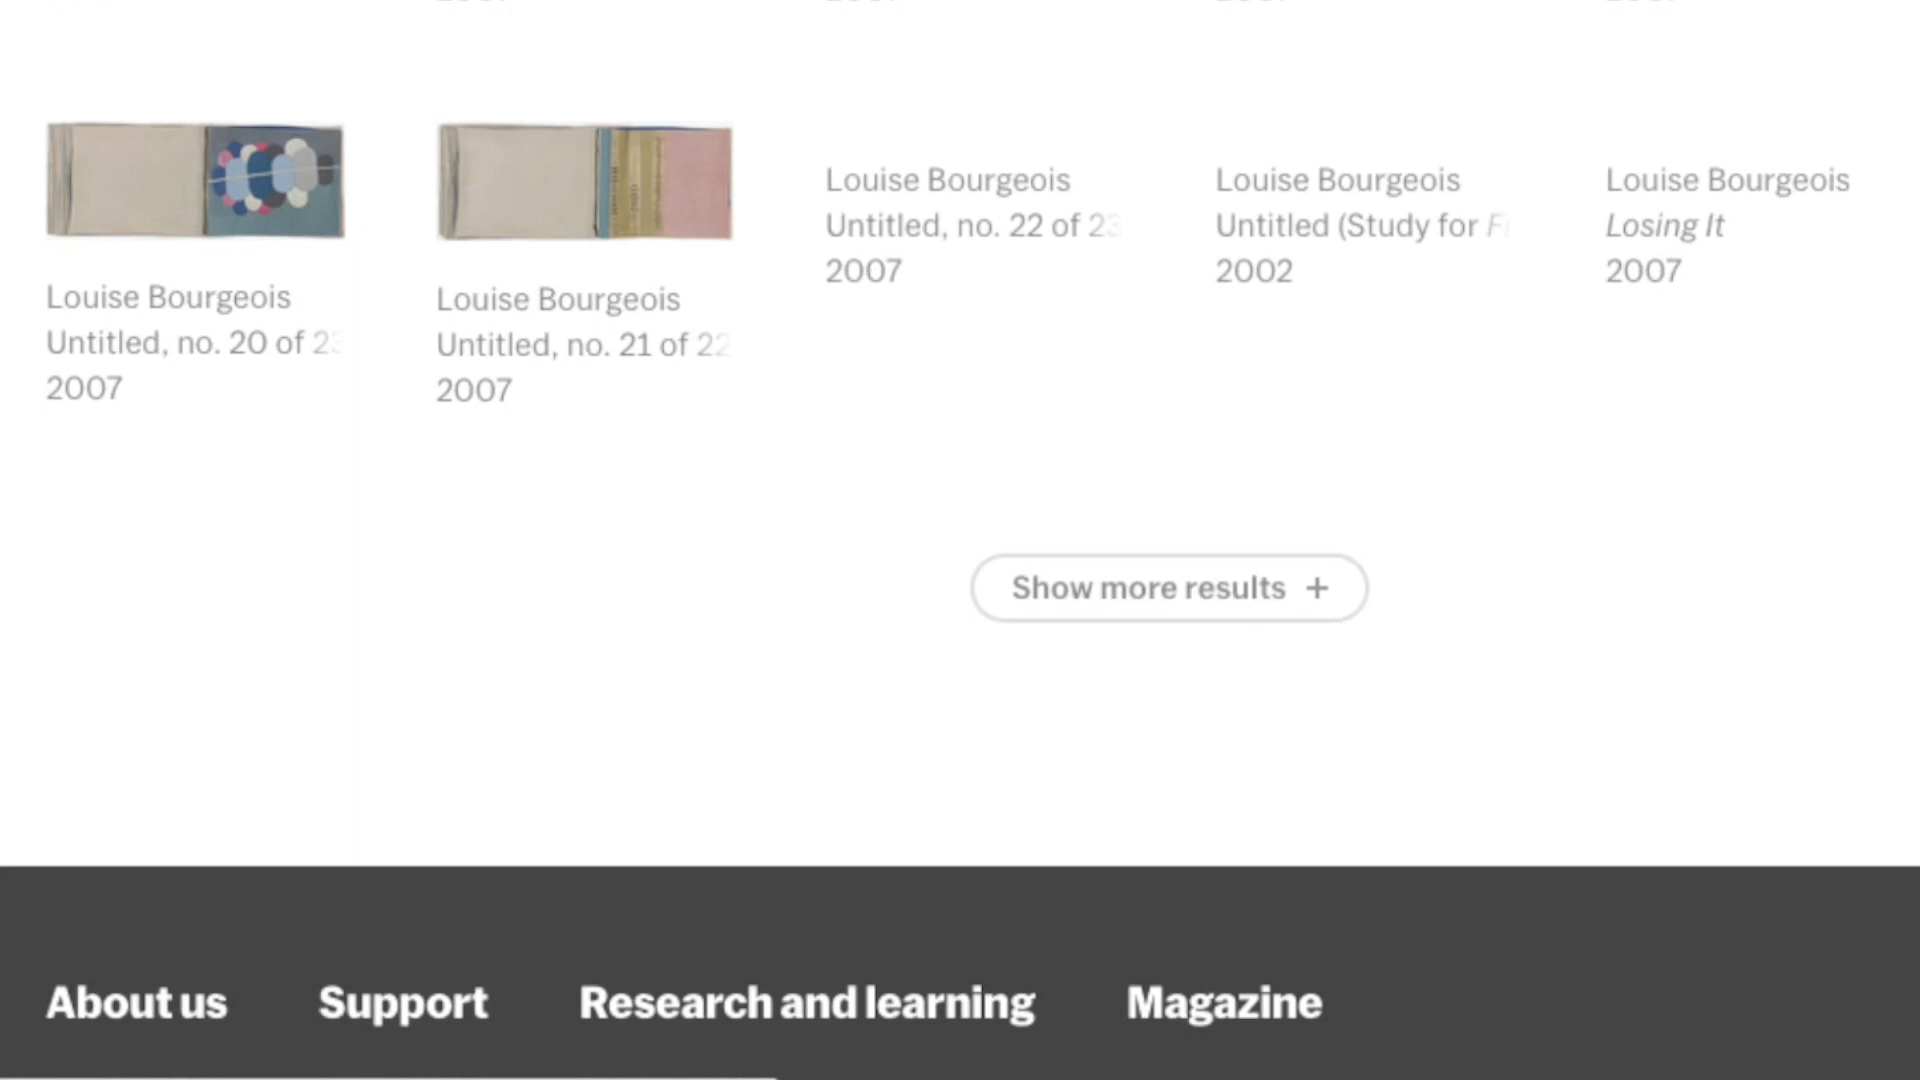 Louise Bourgeois
Untitled, no. 20 of 23
2007
Louise Bourgeois
Untitled, no. 21 of 22
2007
Louise Bourgeois
Untitled, no. 22 of 23
2007
Louise Bourgeois
Untitled (Study for
2002
Louise Bourgeois
Losing It
2007
Show more results +
About us
Support
Research and learning
Magazine